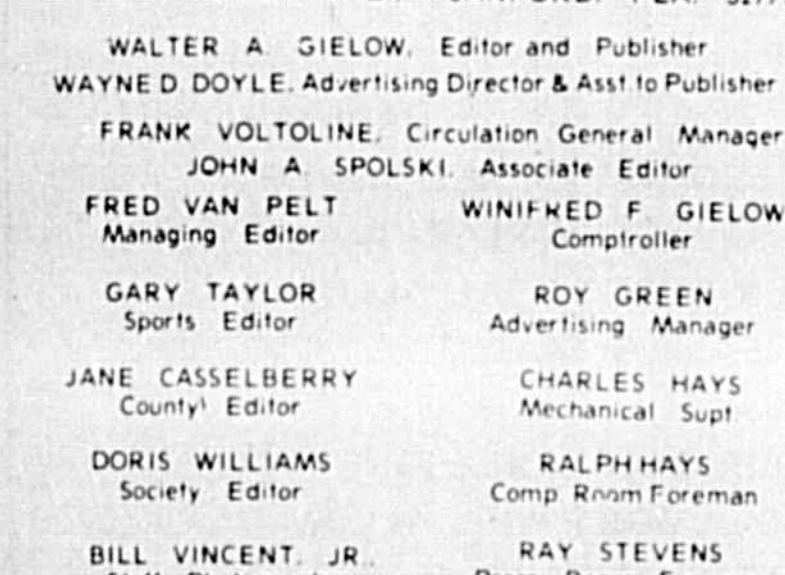 WALTER A. GIELOW, Editor and Publisher
WAYNE D. DOYLE, Advertising Director & Asst. to Publisher
FRANK VOLTOLINE, Circulation General Manager
JOHN A. SPOLSKI, Associate Editor
FRED VAN PELT
Managing Editor
WINIFRED F. GIELOW
Comptroller
GARY TAYLOR
Sports Editor
ROY GREEN
Advertising Manager
JANE CASSELBERRY
County Editor
CHARLES HAYS
Mechanical Supt.
DORIS WILLIAMS
Society Editor
RALPH HAYS
Comp. Room Foreman
BILL VINCENT, JR.
RAY STEVENS